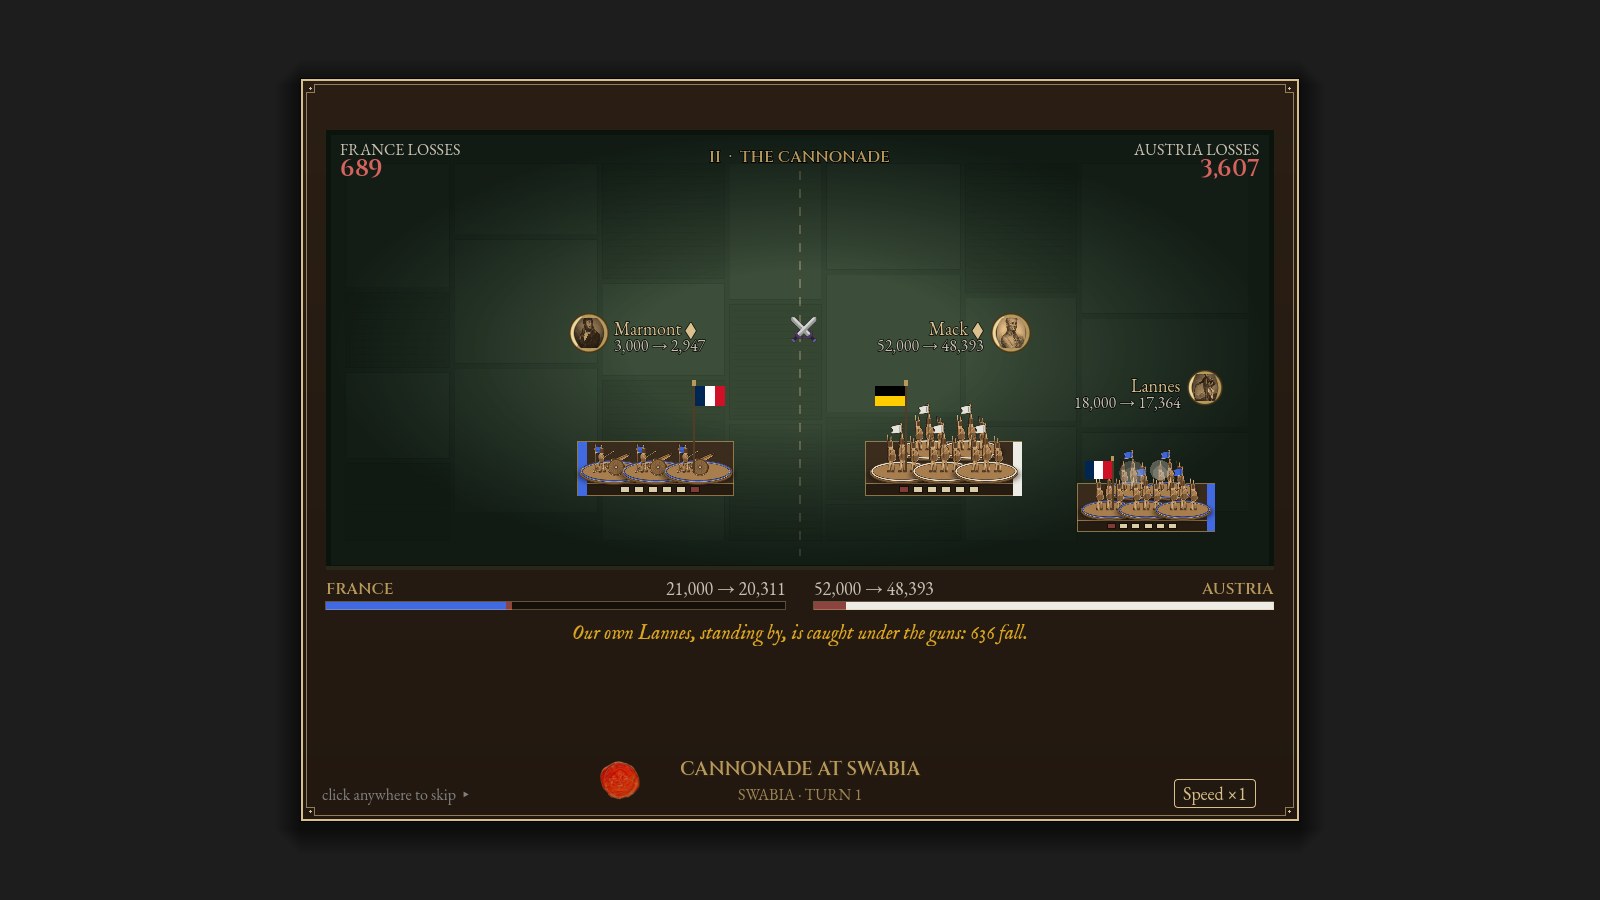 FRANCE LOSSES
689
II · THE CANNONADE
AUSTRIA LOSSES
3,607
Marmont
3,000 → 2,947
Mack
52,000 → 48,393
Lannes
18,000 → 17,364
FRANCE
21,000 → 20,311
52,000 → 48,393
AUSTRIA
Our own Lannes, standing by, is caught under the guns: 636 fall.
CANNONADE AT SWABIA
SWABIA · TURN 1
click anywhere to skip ▸
Speed ×1